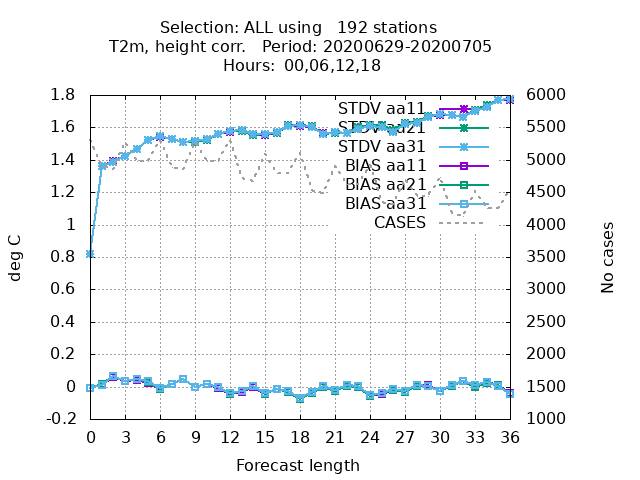 Selection: ALL using 192 stations
T2m, height corr. Period: 20200629-20200705
Hours: 00,06,12,18
STDV aa11
STDV aa21
STDV aa31
BIAS aa11
BIAS aa21
BIAS aa31
CASES
1.8
1.6
1.4
1.2
1
0.8
0.6
0.4
0.2
0
-0.2
deg C
6000
5500
5000
4500
4000
3500
3000
2500
2000
1500
1000
No cases
0 3 6 9 12 15 18 21 24 27 30 33 36
Forecast length